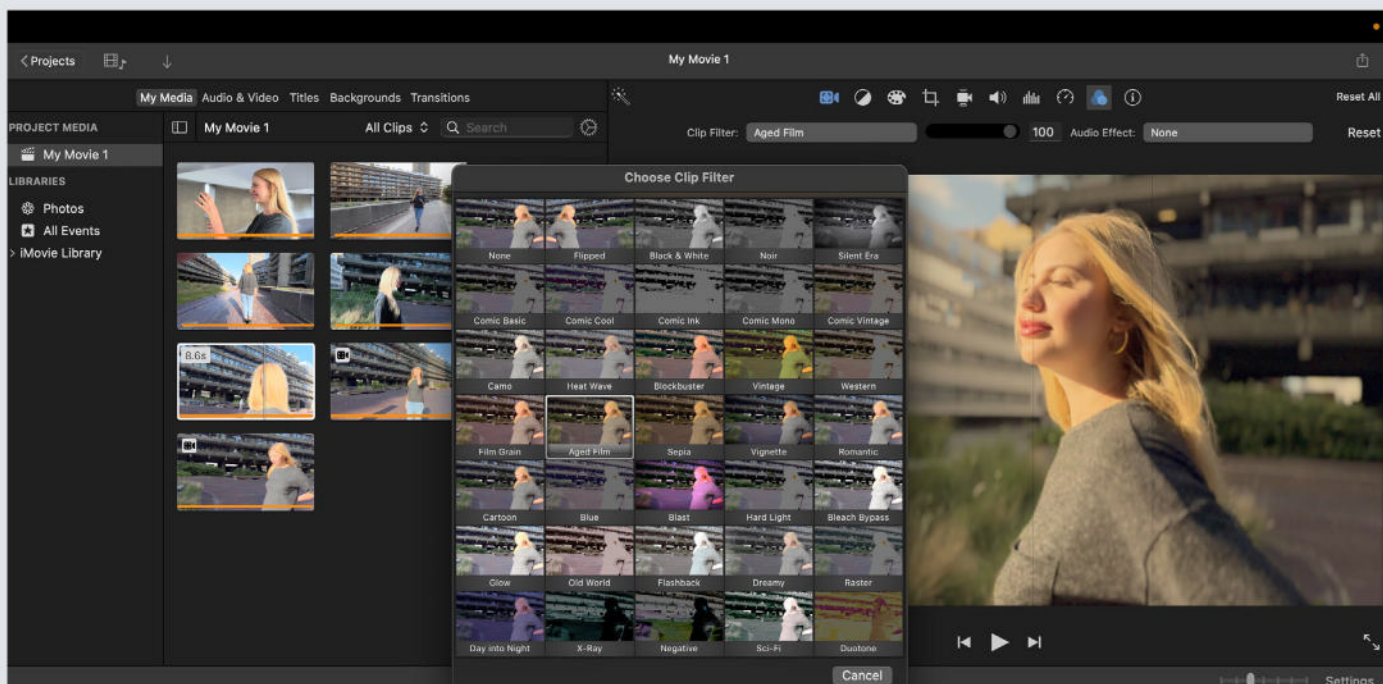 Projects
My Movie 1
My Media Audio & Video Titles Backgrounds Transitions
Reset All
PROJECT MEDIA
My Movie 1
All Clips
Search
Clip Filter:
Aged Film
100
Audio Effect:
None
Reset
My Movie 1
LIBRARIES
Photos
All Events
iMovie Library
8.6s
Choose Clip Filter
None Flipped Black & White Noir Silent Era
Comic Basic Comic Cool Comic Ink Comic Mono Comic Vintage
Camo Heat Wave Blockbuster Vintage Western
Film Grain Aged Film Sepia Vignette Romantic
Cartoon Blue Blast Hard Light Bleach Bypass
Glow Old World Flashback Dreamy Raster
Day into Night X-Ray Negative Sci-Fi Duotone
Cancel
Settings